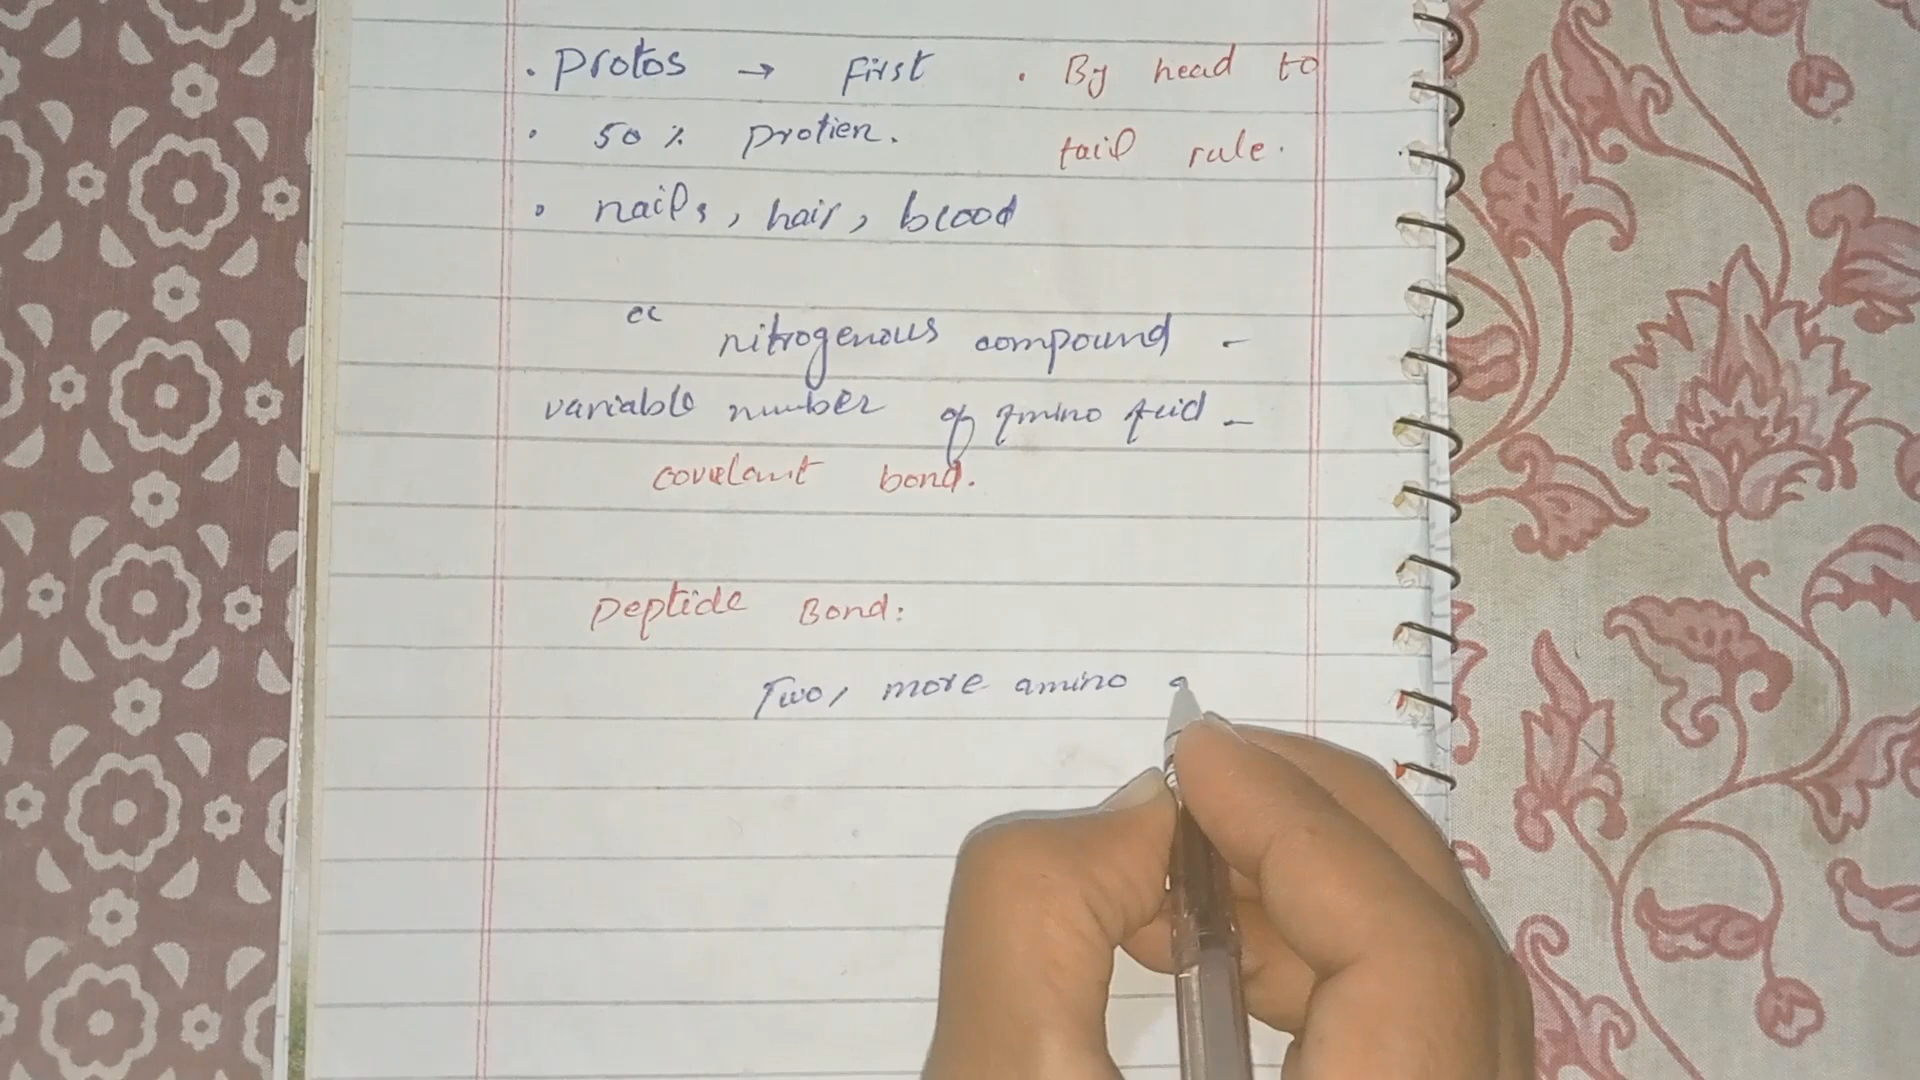 . Protos → First . By head to
. 50 % protien. tail rule.
. nails, hair, blood
" nitrogenous compound -
variable number of Amino Acid -
covelant bond.
Peptide Bond:
Two, more amino a